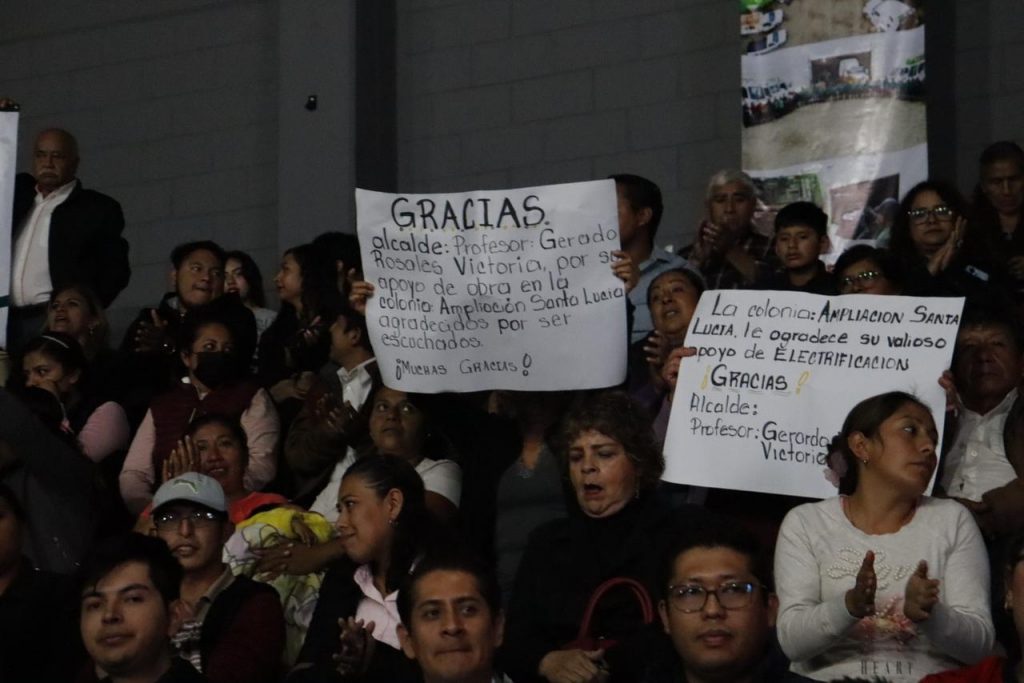 GRACIAS.
alcalde: Profesor: Gerado
Rosales Victoria, por su
apoyo de obra en la
colonia: Ampliación Santa Lucia
agradecidos por ser
escuchados.
¡Muchas Gracias!
La colonia: AMPLIACION SANTA
LUCIA. le agradece su valioso
apoyo de ELECTRIFICACION
¡GRACIAS!
Alcalde:
Profesor: Gerardo
Victoria
HEART